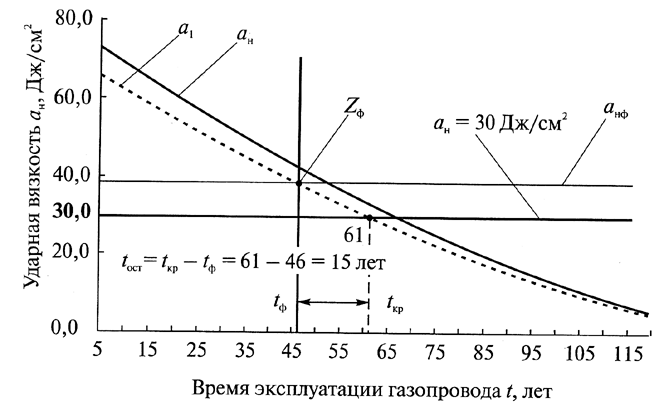 80,0
a₁
aн
60,0
Zф
aн = 30 Дж/см²
aнф
40,0
30,0
61
20,0
tост = tкр – tф = 61 – 46 = 15 лет
tф
tкр
0,0
5 15 25 35 45 55 65 75 85 95 105 115
Ударная вязкость aн, Дж/см²
Время эксплуатации газопровода t, лет